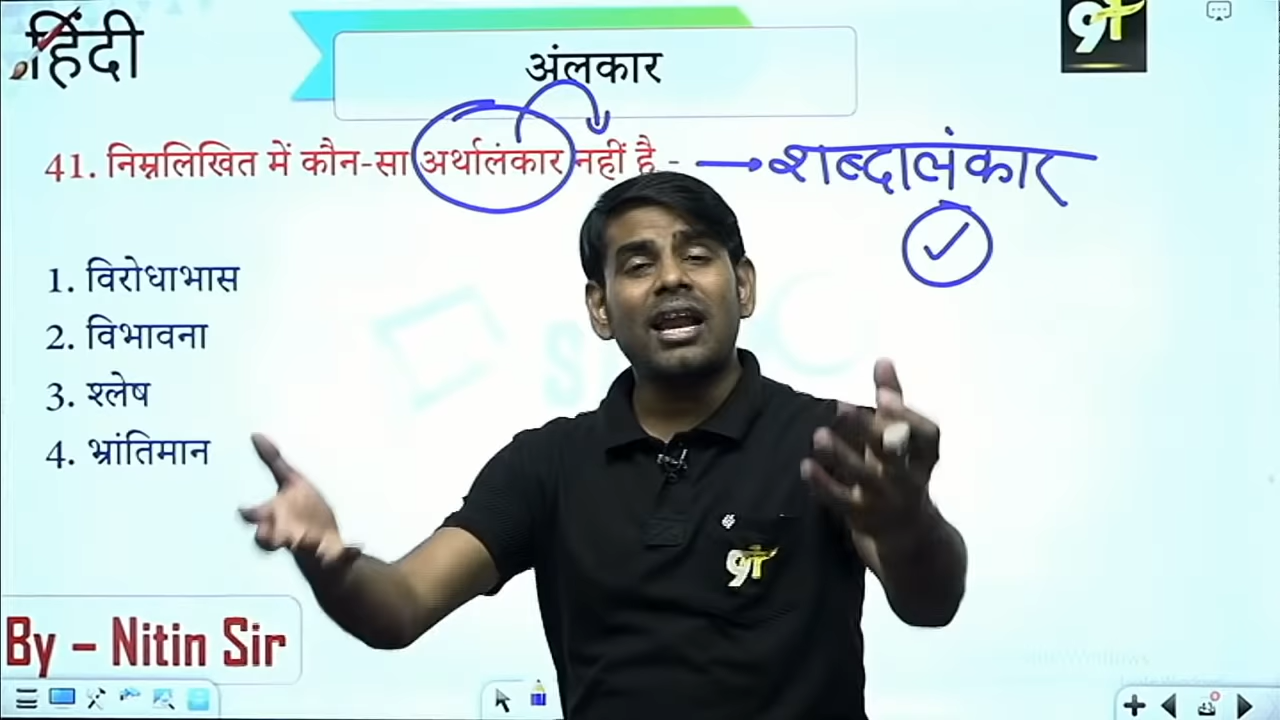 हिंदी
अंलकार
41. निम्नलिखित में कौन-सा अर्थालंकार नहीं है - → शब्दालंकार
1. विरोधाभास
2. विभावना
3. श्लेष
4. भ्रांतिमान
By – Nitin Sir